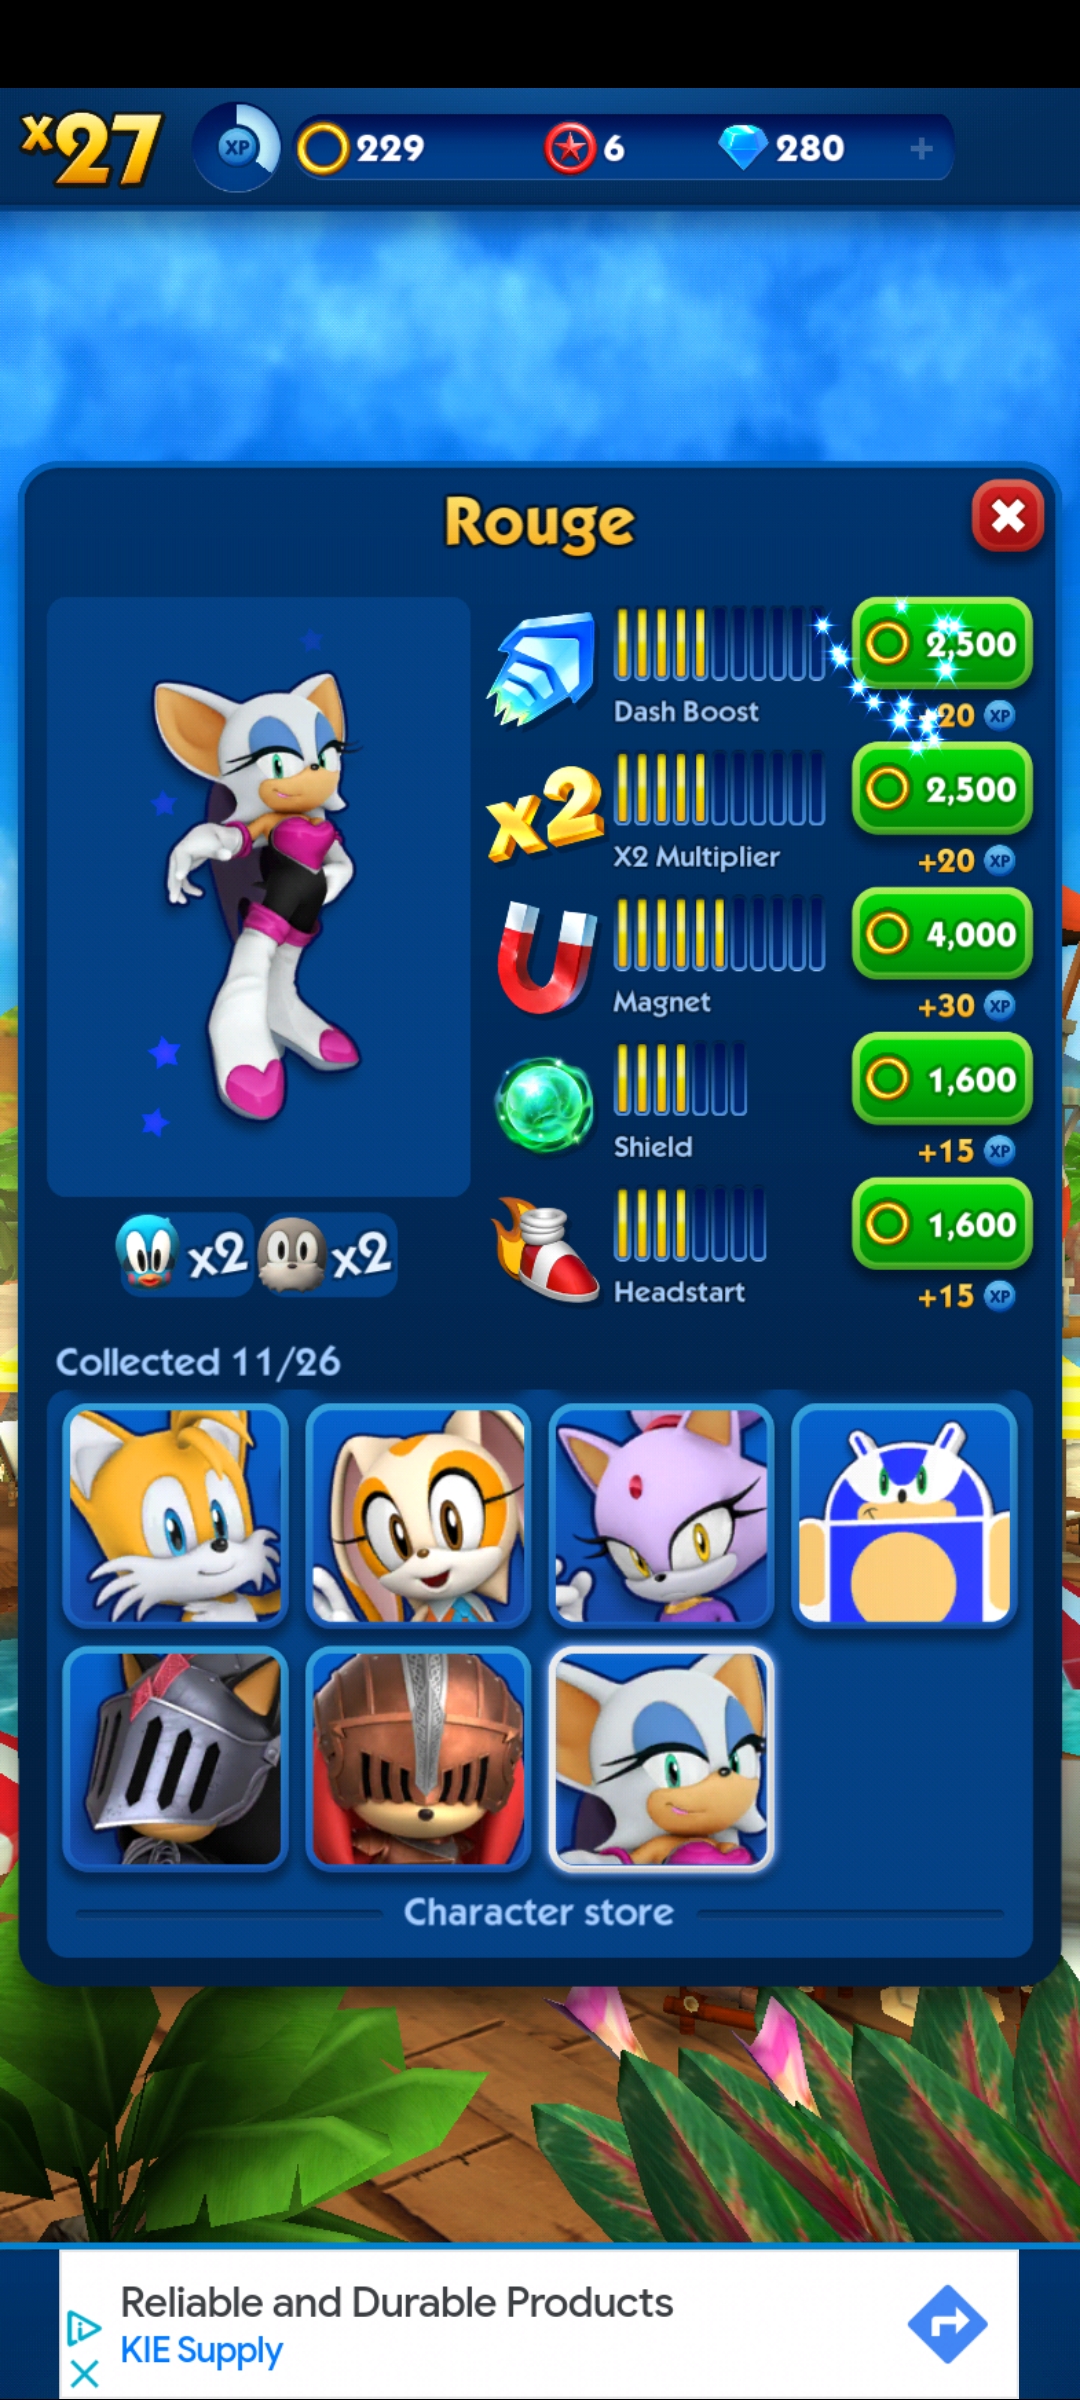 x27 XP 229 6 280 +
Rouge
2,500
Dash Boost +20 XP
x2 2,500
X2 Multiplier +20 XP
4,000
Magnet +30 XP
1,600
Shield +15 XP
x2 x2 1,600
Headstart +15 XP
Collected 11/26
Character store
Reliable and Durable Products
KIE Supply